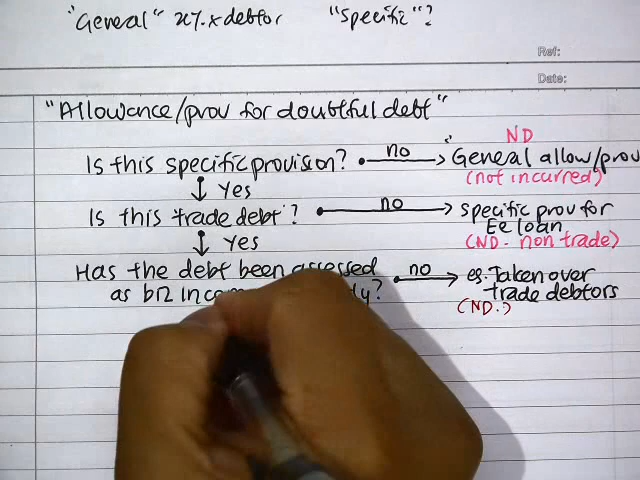 "General" x% x debtor "Specific"?
Ref:
Date:
"Allowance/prov for doubtful debt"
ND
Is this specific provision? no General allow/prov
(not incurred)
Yes
Is this trade debt? no specific prov for
Ee loan
(ND - non trade)
Yes
Has the debt been assessed no eg. Taken over
as biz trade debtors
(ND.)